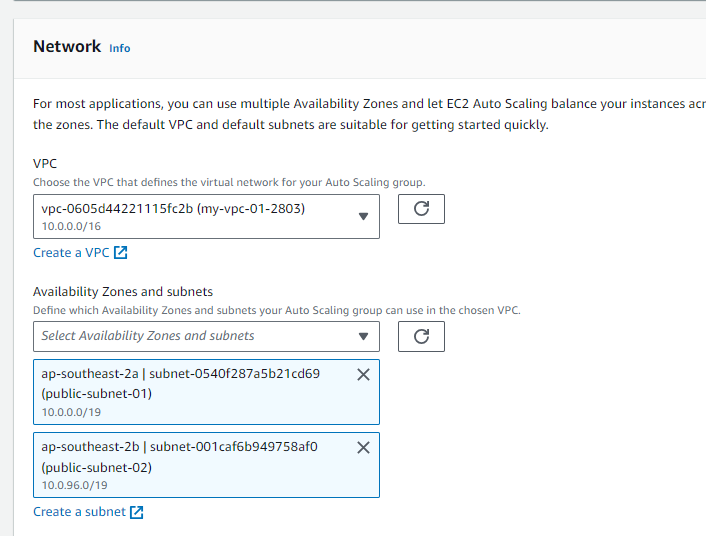 Network Info
For most applications, you can use multiple Availability Zones and let EC2 Auto Scaling balance your instances
the zones. The default VPC and default subnets are suitable for getting started quickly.
VPC
Choose the VPC that defines the virtual network for your Auto Scaling group.
vpc-0605d44221115fc2b (my-vpc-01-2803)
10.0.0.0/16
Create a VPC
Availability Zones and subnets
Define which Availability Zones and subnets your Auto Scaling group can use in the chosen VPC.
Select Availability Zones and subnets
ap-southeast-2a | subnet-0540f287a5b21cd69
(public-subnet-01)
10.0.0.0/19
ap-southeast-2b | subnet-001caf6b949758af0
(public-subnet-02)
10.0.96.0/19
Create a subnet